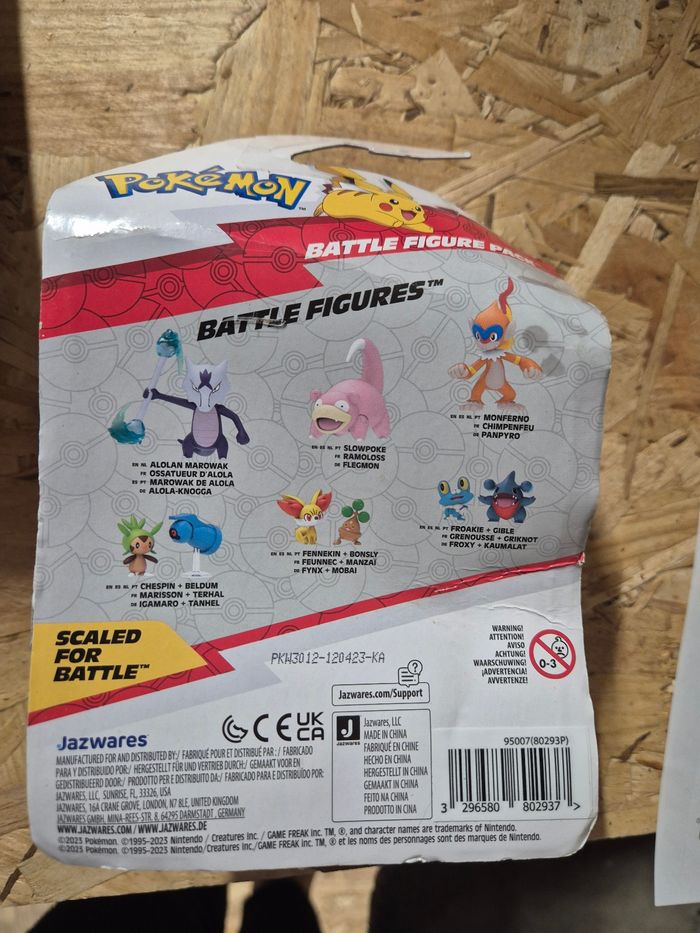 POKÉMON™
BATTLE FIGURE PACK
BATTLE FIGURES™
EN NL ALOLAN MAROWAK
FR OSSATUEUR D'ALOLA
ES PT MAROWAK DE ALOLA
DE ALOLA-KNOGGA
EN ES NL PT SLOWPOKE
FR RAMOLOSS
DE FLEGMON
EN ES NL PT MONFERNO
FR CHIMPENFEU
DE PANPYRO
EN ES NL PT CHESPIN + BELDUM
FR MARISSON + TERHAL
DE IGAMARO + TANHEL
EN ES NL PT FENNEKIN + BONSLY
FR FEUNNEC + MANZAI
DE FYNX + MOBAI
EN ES NL PT FROAKIE + GIBLE
FR GRENOUSSE + GRIKNOT
DE FROXY + KAUMALAT
SCALED
FOR
BATTLE™
PKW3012-120423-KA
WARNING!
ATTENTION!
AVISO
ACHTUNG!
WAARSCHUWING!
¡ADVERTENCIA!
AVVERTENZE!
0-3
?
Jazwares.com/Support
Jazwares®
CE UK
CA
MANUFACTURED FOR AND DISTRIBUTED BY:/ FABRIQUÉ POUR ET DISTRIBUÉ PAR :/ FABRICADO
PARA Y DISTRIBUIDO POR:/ HERGESTELLT FÜR UND VERTRIEB DURCH:/ GEMAAKT VOOR EN
GEDISTRIBUEERD DOOR:/ PRODOTTO PER E DISTRIBUITO DA:/ FABRICADO PARA E DISTRIBUÍDO POR:
JAZWARES, LLC, SUNRISE, FL, 33326, USA
JAZWARES, 16A CRANE GROVE, LONDON, N7 8LE, UNITED KINGDOM
JAZWARES GMBH, MINA-REES-STR. 8, 64295 DARMSTADT, GERMANY
WWW.JAZWARES.COM / WWW.JAZWARES.DE
J
JAZWARES
Jazwares, LLC
MADE IN CHINA
FABRIQUÉ EN CHINE
HECHO EN CHINA
HERGESTELLT IN CHINA
GEMAAKT IN CHINA
FEITO NA CHINA
PRODOTTO IN CINA
95007(80293P)
3 296580 802937 >
©2023 Pokémon. ©1995–2023 Nintendo / Creatures Inc. / GAME FREAK inc. TM, ®, and character names are trademarks of Nintendo.
©2023 Pokémon. ©1995–2023 Nintendo/Creatures Inc./GAME FREAK inc. TM, ® et les noms des personnages sont des marques de Nintendo.